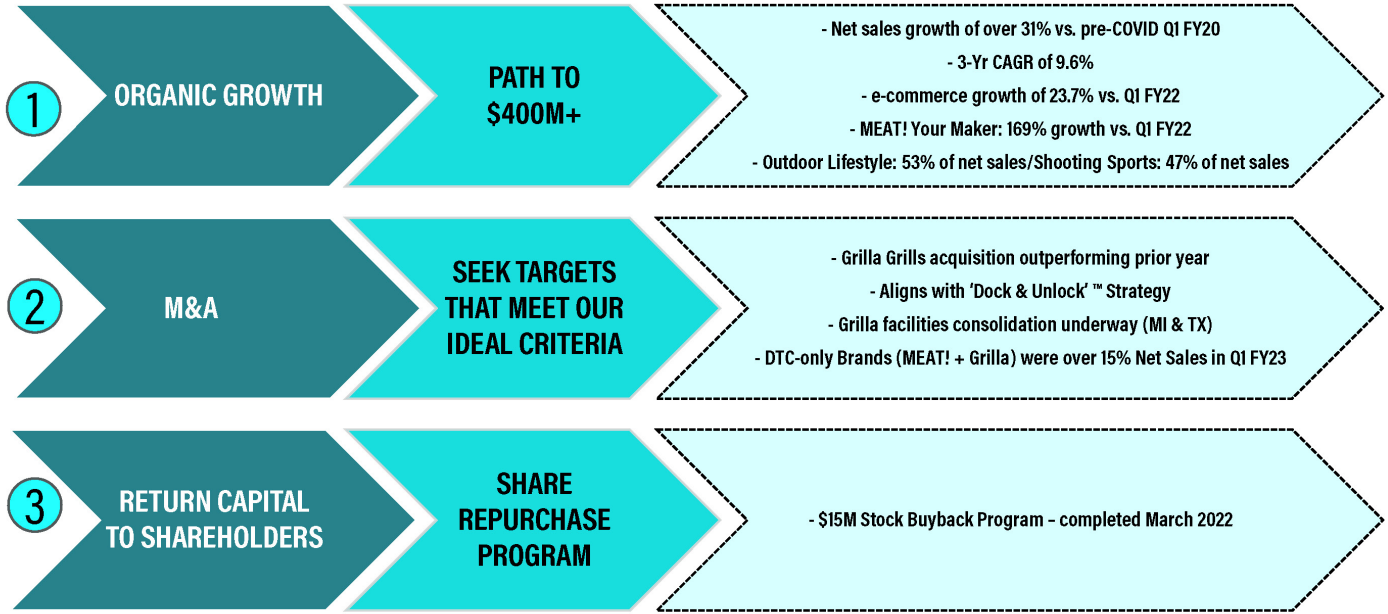 1
ORGANIC GROWTH
PATH TO
$400M+
- Net sales growth of over 31% vs. pre-COVID Q1 FY20
- 3-Yr CAGR of 9.6%
- e-commerce growth of 23.7% vs. Q1 FY22
- MEAT! Your Maker: 169% growth vs. Q1 FY22
- Outdoor Lifestyle: 53% of net sales/Shooting Sports: 47% of net sales
2
M&A
SEEK TARGETS
THAT MEET OUR
IDEAL CRITERIA
- Grilla Grills acquisition outperforming prior year
- Aligns with ‘Dock & Unlock’ ™ Strategy
- Grilla facilities consolidation underway (MI & TX)
- DTC-only Brands (MEAT! + Grilla) were over 15% Net Sales in Q1 FY23
3
RETURN CAPITAL
TO SHAREHOLDERS
SHARE
REPURCHASE
PROGRAM
- $15M Stock Buyback Program – completed March 2022